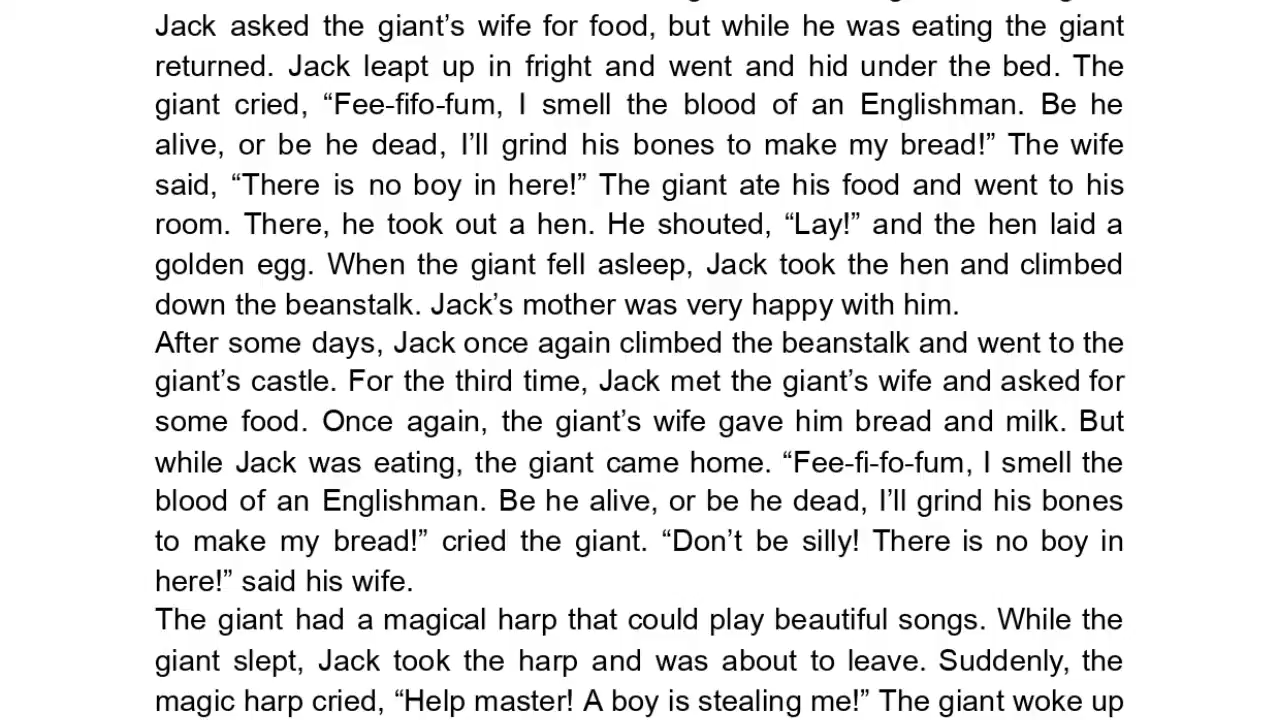 Jack asked the giant’s wife for food, but while he was eating the giant
returned. Jack leapt up in fright and went and hid under the bed. The
giant cried, “Fee-fifo-fum, I smell the blood of an Englishman. Be he
alive, or be he dead, I’ll grind his bones to make my bread!” The wife
said, “There is no boy in here!” The giant ate his food and went to his
room. There, he took out a hen. He shouted, “Lay!” and the hen laid a
golden egg. When the giant fell asleep, Jack took the hen and climbed
down the beanstalk. Jack’s mother was very happy with him.
After some days, Jack once again climbed the beanstalk and went to the
giant’s castle. For the third time, Jack met the giant’s wife and asked for
some food. Once again, the giant’s wife gave him bread and milk. But
while Jack was eating, the giant came home. “Fee-fi-fo-fum, I smell the
blood of an Englishman. Be he alive, or be he dead, I’ll grind his bones
to make my bread!” cried the giant. “Don’t be silly! There is no boy in
here!” said his wife.
The giant had a magical harp that could play beautiful songs. While the
giant slept, Jack took the harp and was about to leave. Suddenly, the
magic harp cried, “Help master! A boy is stealing me!” The giant woke up